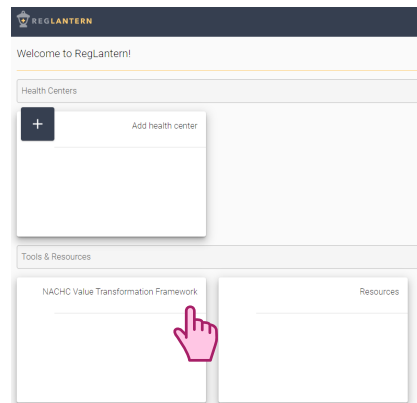 REGLANTERN
Welcome to RegLantern!
Health Centers
+
Add health center
Tools & Resources
NACHC Value Transformation Framework
Resources